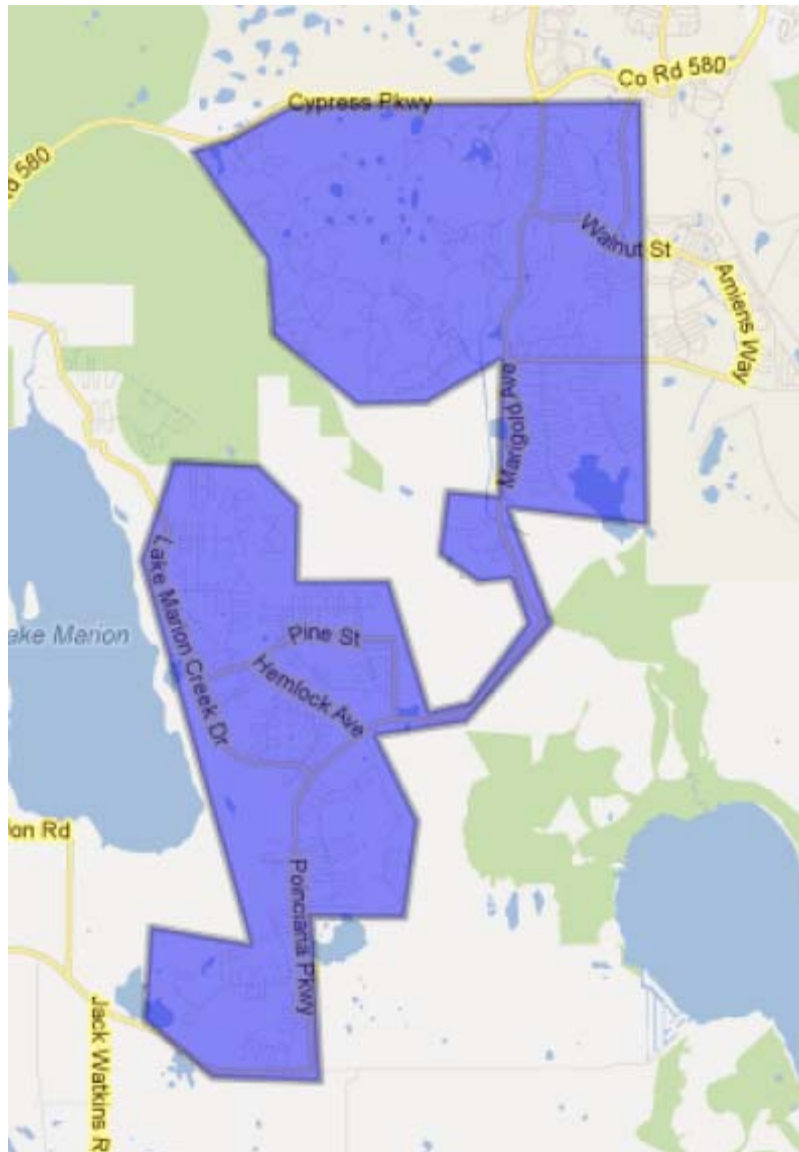 Co Rd 580
Cypress Pkwy
Rd 580
Walnut St
Amiens Way
Marigold Ave
Lake Marion Creek Dr
ake Marion
Pine St
Hemlock Ave
on Rd
Poinciana Pkwy
Jack Watkins R